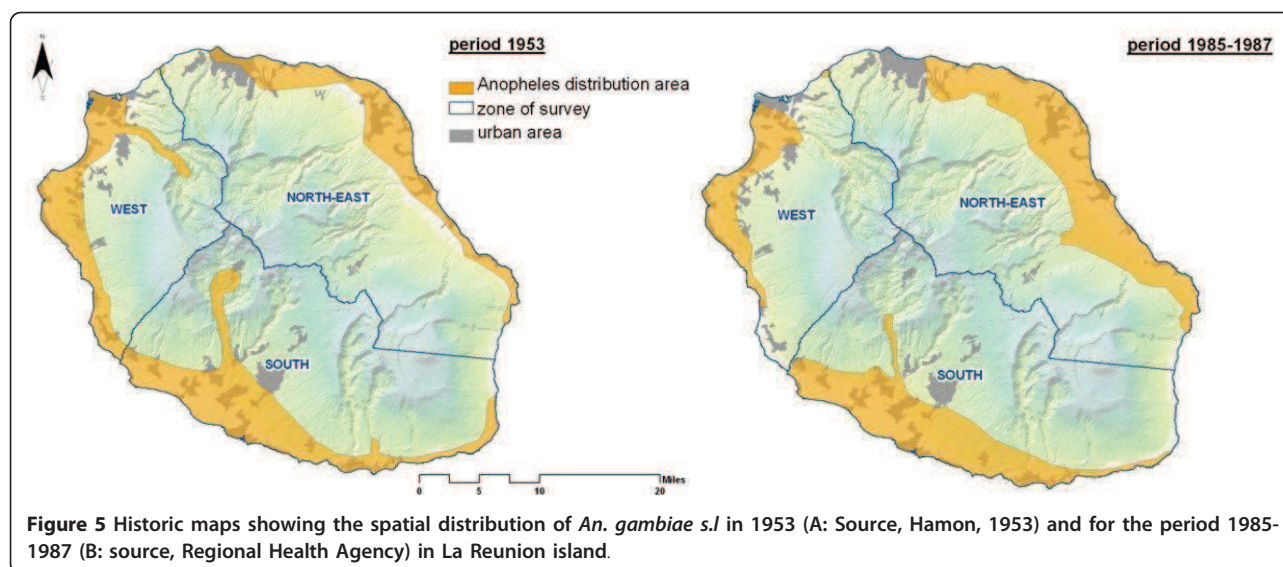 N
period 1953
Anopheles distribution area
zone of survey
urban area
WEST
NORTH-EAST
SOUTH
Miles
0 5 10 20
period 1985-1987
WEST
NORTH-EAST
SOUTH
Figure 5 Historic maps showing the spatial distribution of An. gambiae s.l in 1953 (A: Source, Hamon, 1953) and for the period 1985-
1987 (B: source, Regional Health Agency) in La Reunion island.